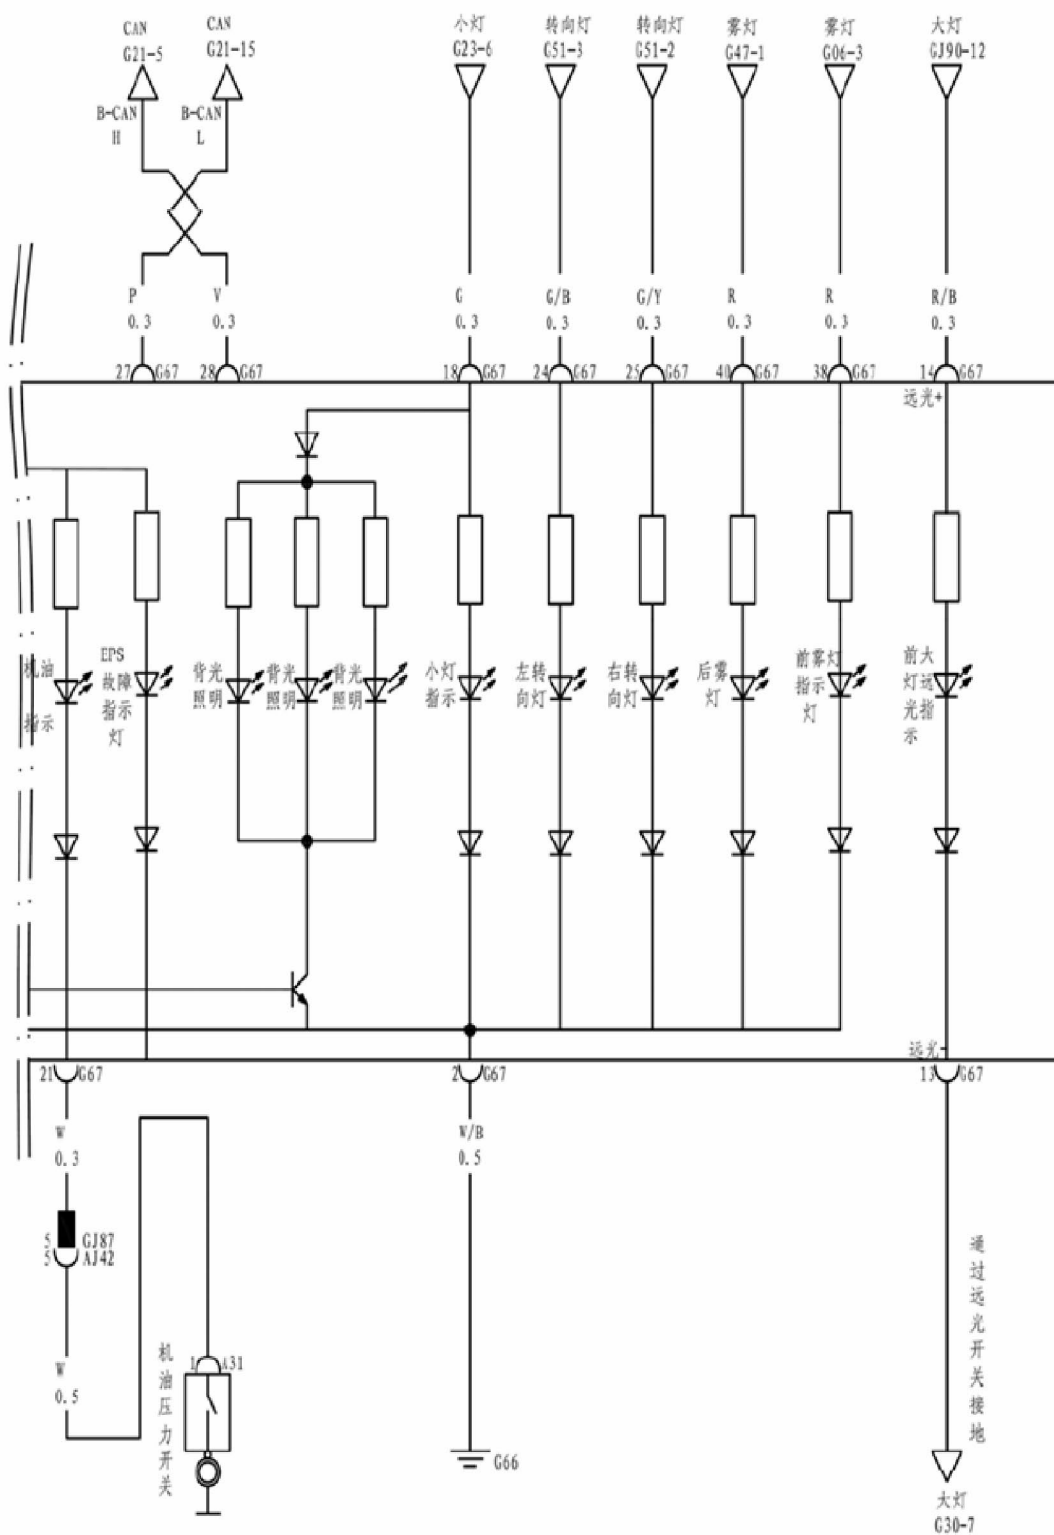 CAN
G21-5
CAN
G21-15
小灯
G23-6
转向灯
G51-3
转向灯
G51-2
雾灯
G47-1
雾灯
G06-3
大灯
GJ90-12
B-CAN
H
B-CAN
L
P
0.3
V
0.3
G
0.3
G/B
0.3
G/Y
0.3
R
0.3
R
0.3
R/B
0.3
27 G67
28 G67
18 G67
24 G67
25 G67
40 G67
38 G67
14 G67
远光+
机油
指示
EPS
故障
指示
灯
背光
照明
背光
照明
背光
照明
小灯
指示
左转
向灯
右转
向灯
后雾
灯
前雾灯
指示
灯
前大
灯远
光指
示
远光-
21 G67
2 G67
13 G67
W
0.3
W/B
0.5
5 GJ87
5 AJ42
W
0.5
机油压力开关
1 A31
G66
通过远光开关接地
大灯
G30-7